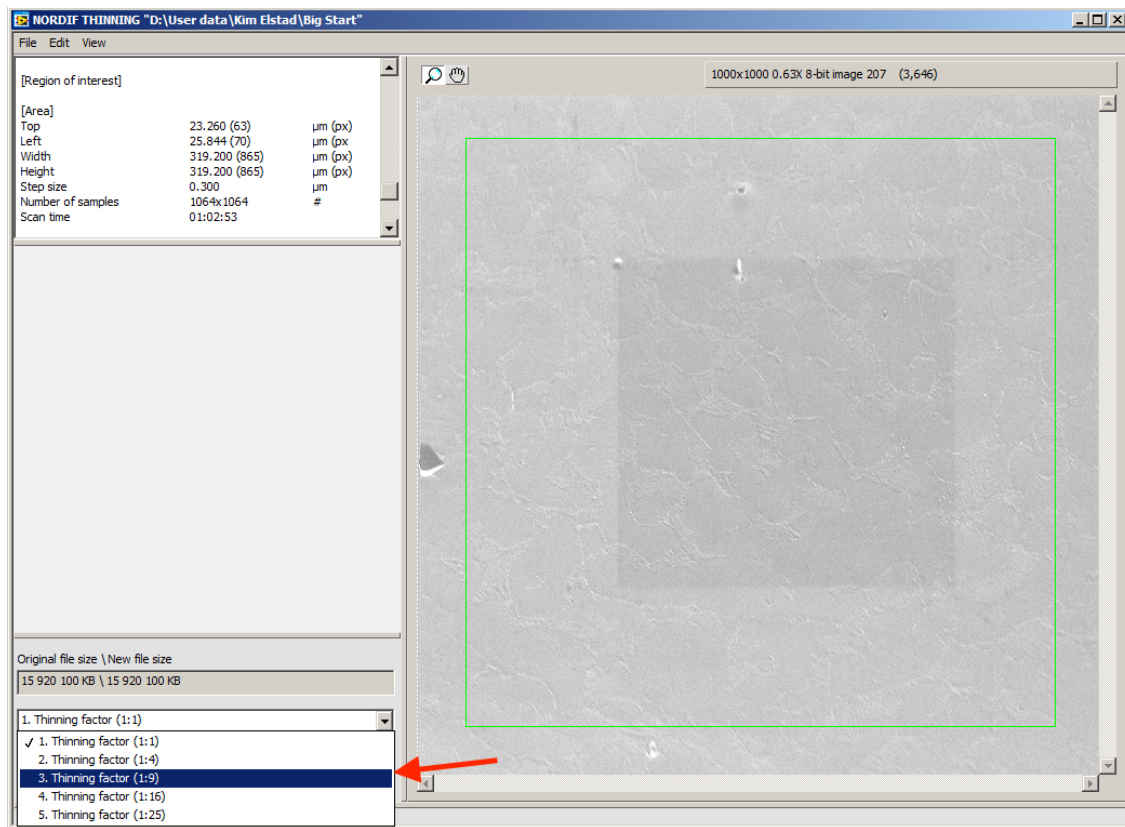 NORDIF THINNING "D:\User data\Kim Elstad\Big Start"
File Edit View
[Region of interest]
[Area]
Top 23.260 (63) µm (px)
Left 25.844 (70) µm (px
Width 319.200 (865) µm (px)
Height 319.200 (865) µm (px)
Step size 0.300 µm
Number of samples 1064x1064 #
Scan time 01:02:53
1000x1000 0.63X 8-bit image 207 (3,646)
Original file size \ New file size
15 920 100 KB \ 15 920 100 KB
1. Thinning factor (1:1)
✓ 1. Thinning factor (1:1)
2. Thinning factor (1:4)
3. Thinning factor (1:9)
4. Thinning factor (1:16)
5. Thinning factor (1:25)